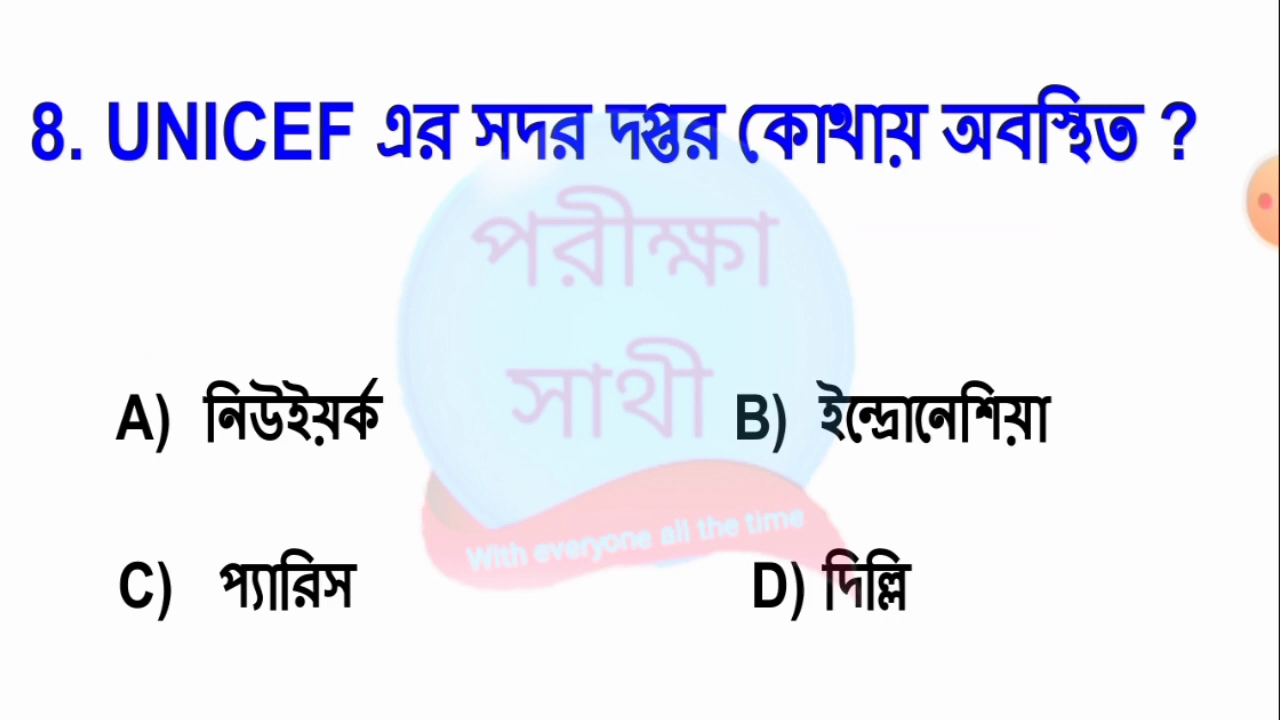 8. UNICEF এর সদর দপ্তর কোথায় অবস্থিত ?
পরীক্ষা
সাথী
A) নিউইয়র্ক
B) ইন্দ্রোনেশিয়া
With everyone all the time
C) প্যারিস
D) দিল্লি